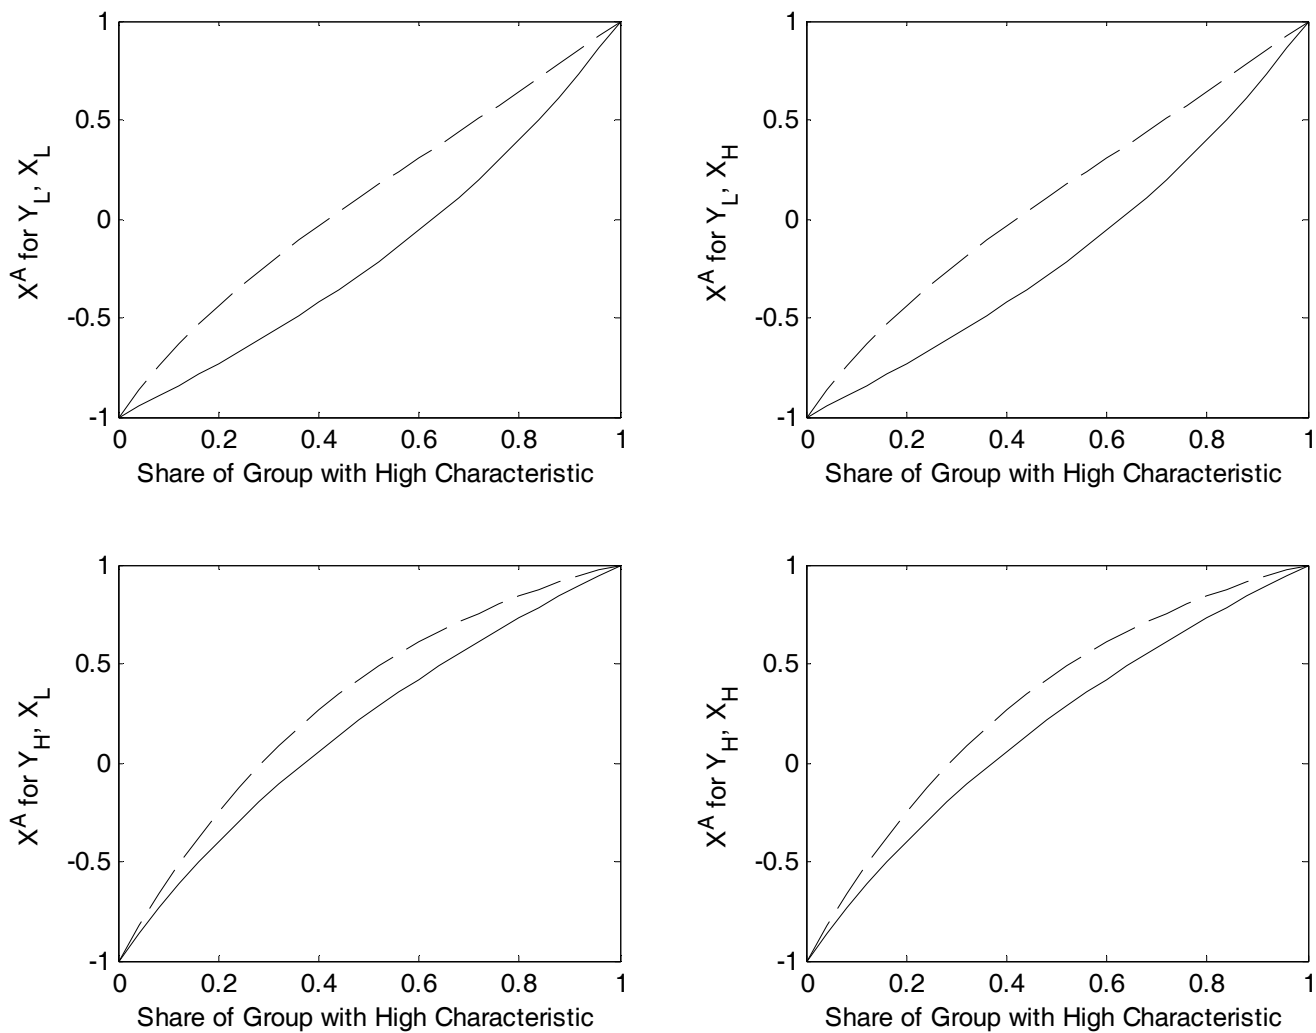 1
0.5
0
-0.5
-1
X^A for Y_L, X_L
0 0.2 0.4 0.6 0.8 1
Share of Group with High Characteristic
1
0.5
0
-0.5
-1
X^A for Y_L, X_H
0 0.2 0.4 0.6 0.8 1
Share of Group with High Characteristic
1
0.5
0
-0.5
-1
X^A for Y_H, X_L
0 0.2 0.4 0.6 0.8 1
Share of Group with High Characteristic
1
0.5
0
-0.5
-1
X^A for Y_H, X_H
0 0.2 0.4 0.6 0.8 1
Share of Group with High Characteristic